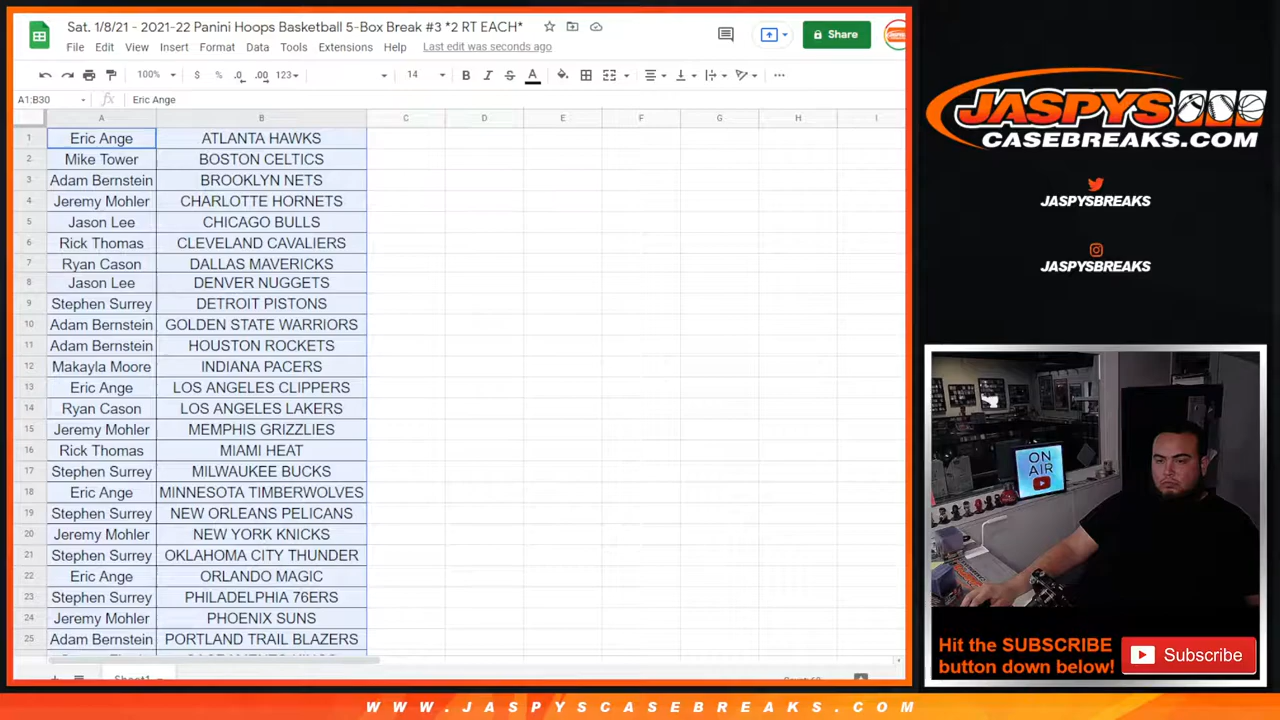 Sat. 1/8/21 - 2021-22 Panini Hoops Basketball 5-Box Break #3 *2 RT EACH*
File Edit View Insert Format Data Tools Extensions Help Last edit was seconds ago
Share
100% $ % .0 .00 123 14 B I S A
A1:B30 fx Eric Ange
A B C D E F G H I
1 Eric Ange ATLANTA HAWKS
2 Mike Tower BOSTON CELTICS
3 Adam Bernstein BROOKLYN NETS
4 Jeremy Mohler CHARLOTTE HORNETS
5 Jason Lee CHICAGO BULLS
6 Rick Thomas CLEVELAND CAVALIERS
7 Ryan Cason DALLAS MAVERICKS
8 Jason Lee DENVER NUGGETS
9 Stephen Surrey DETROIT PISTONS
10 Adam Bernstein GOLDEN STATE WARRIORS
11 Adam Bernstein HOUSTON ROCKETS
12 Makayla Moore INDIANA PACERS
13 Eric Ange LOS ANGELES CLIPPERS
14 Ryan Cason LOS ANGELES LAKERS
15 Jeremy Mohler MEMPHIS GRIZZLIES
16 Rick Thomas MIAMI HEAT
17 Stephen Surrey MILWAUKEE BUCKS
18 Eric Ange MINNESOTA TIMBERWOLVES
19 Stephen Surrey NEW ORLEANS PELICANS
20 Jeremy Mohler NEW YORK KNICKS
21 Stephen Surrey OKLAHOMA CITY THUNDER
22 Eric Ange ORLANDO MAGIC
23 Stephen Surrey PHILADELPHIA 76ERS
24 Jeremy Mohler PHOENIX SUNS
25 Adam Bernstein PORTLAND TRAIL BLAZERS
Sheet1
JASPYS
CASEBREAKS.COM
JASPYSBREAKS
JASPYSBREAKS
ON
AIR
Hit the SUBSCRIBE
button down below!
Subscribe
WWW.JASPYSCASEBREAKS.COM